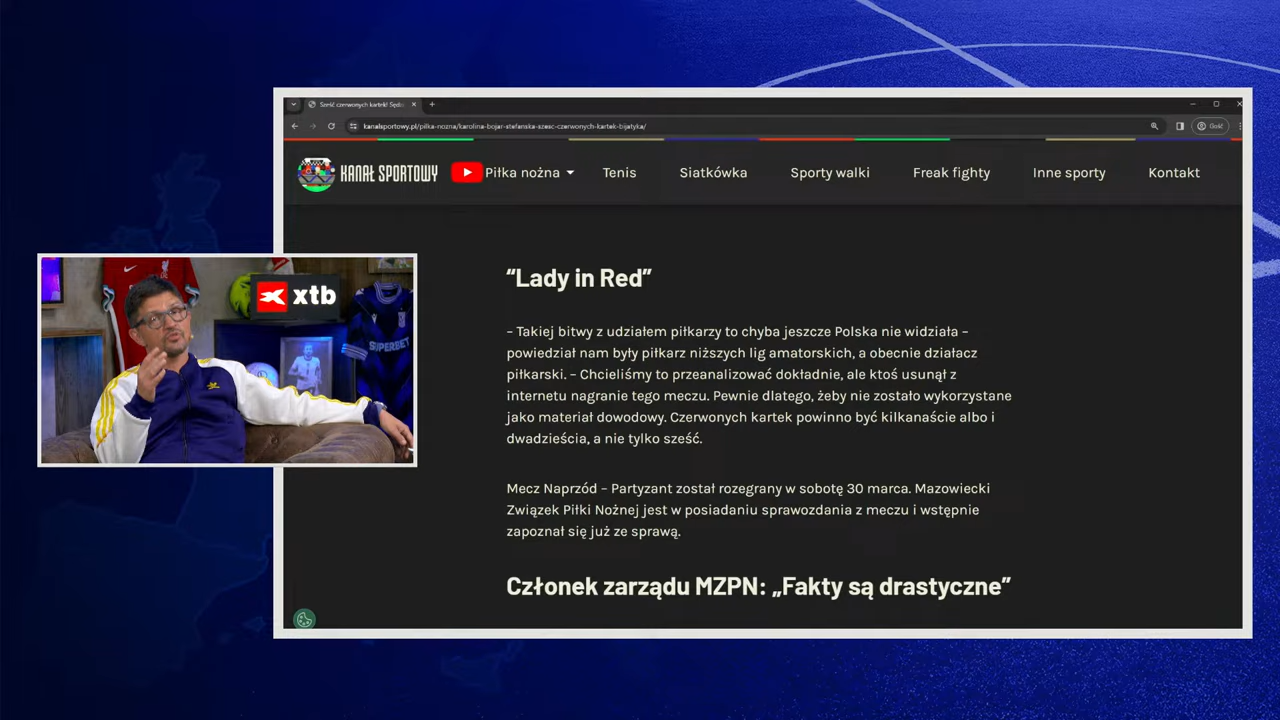 Sześć czerwonych kartek! Sędz
kanalsportowy.pl/pilka-nozna/karolina-bojar-stefanska-szesc-czerwonych-kartek-bijatyka/
Gość
KANAŁ SPORTOWY
Piłka nożna
Tenis
Siatkówka
Sporty walki
Freak fighty
Inne sporty
Kontakt
“Lady in Red”
– Takiej bitwy z udziałem piłkarzy to chyba jeszcze Polska nie widziała –
powiedział nam były piłkarz niższych lig amatorskich, a obecnie działacz
piłkarski. – Chcieliśmy to przeanalizować dokładnie, ale ktoś usunął z
internetu nagranie tego meczu. Pewnie dlatego, żeby nie zostało wykorzystane
jako materiał dowodowy. Czerwonych kartek powinno być kilkanaście albo i
dwadzieścia, a nie tylko sześć.
Mecz Naprzód – Partyzant został rozegrany w sobotę 30 marca. Mazowiecki
Związek Piłki Nożnej jest w posiadaniu sprawozdania z meczu i wstępnie
zapoznał się już ze sprawą.
Członek zarządu MZPN: „Fakty są drastyczne”
xtb
SUPERBET